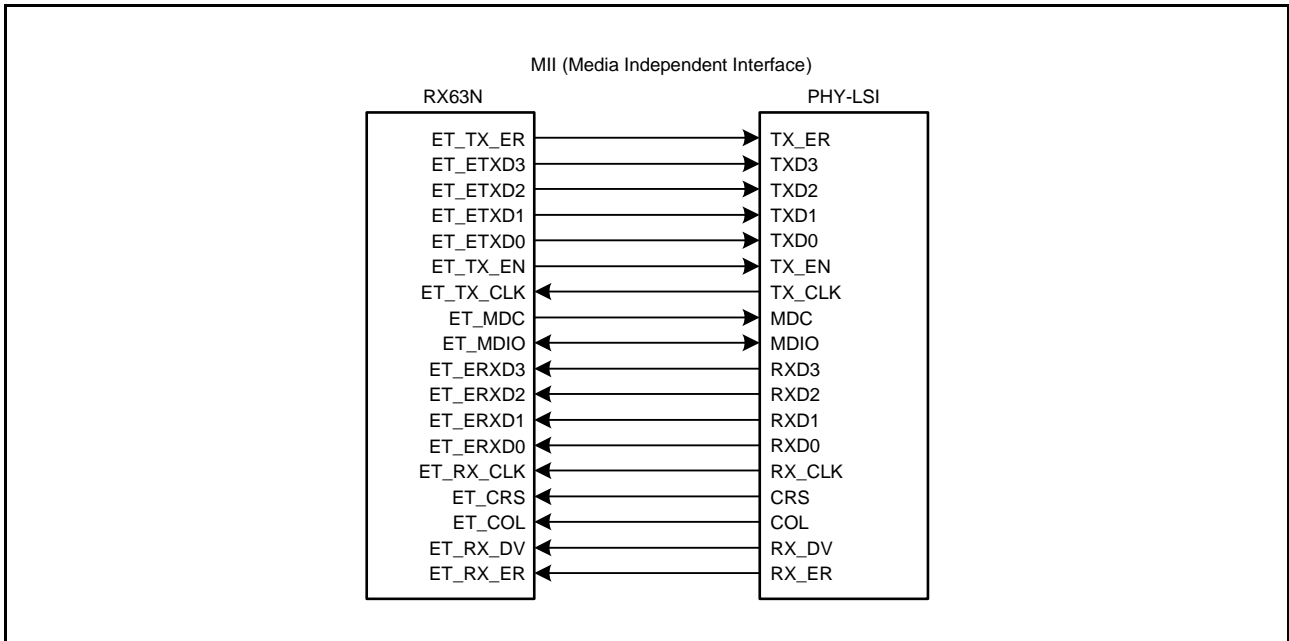 MII (Media Independent Interface)
RX63N PHY-LSI
ET_TX_ER TX_ER
ET_ETXD3 TXD3
ET_ETXD2 TXD2
ET_ETXD1 TXD1
ET_ETXD0 TXD0
ET_TX_EN TX_EN
ET_TX_CLK TX_CLK
ET_MDC MDC
ET_MDIO MDIO
ET_ERXD3 RXD3
ET_ERXD2 RXD2
ET_ERXD1 RXD1
ET_ERXD0 RXD0
ET_RX_CLK RX_CLK
ET_CRS CRS
ET_COL COL
ET_RX_DV RX_DV
ET_RX_ER RX_ER